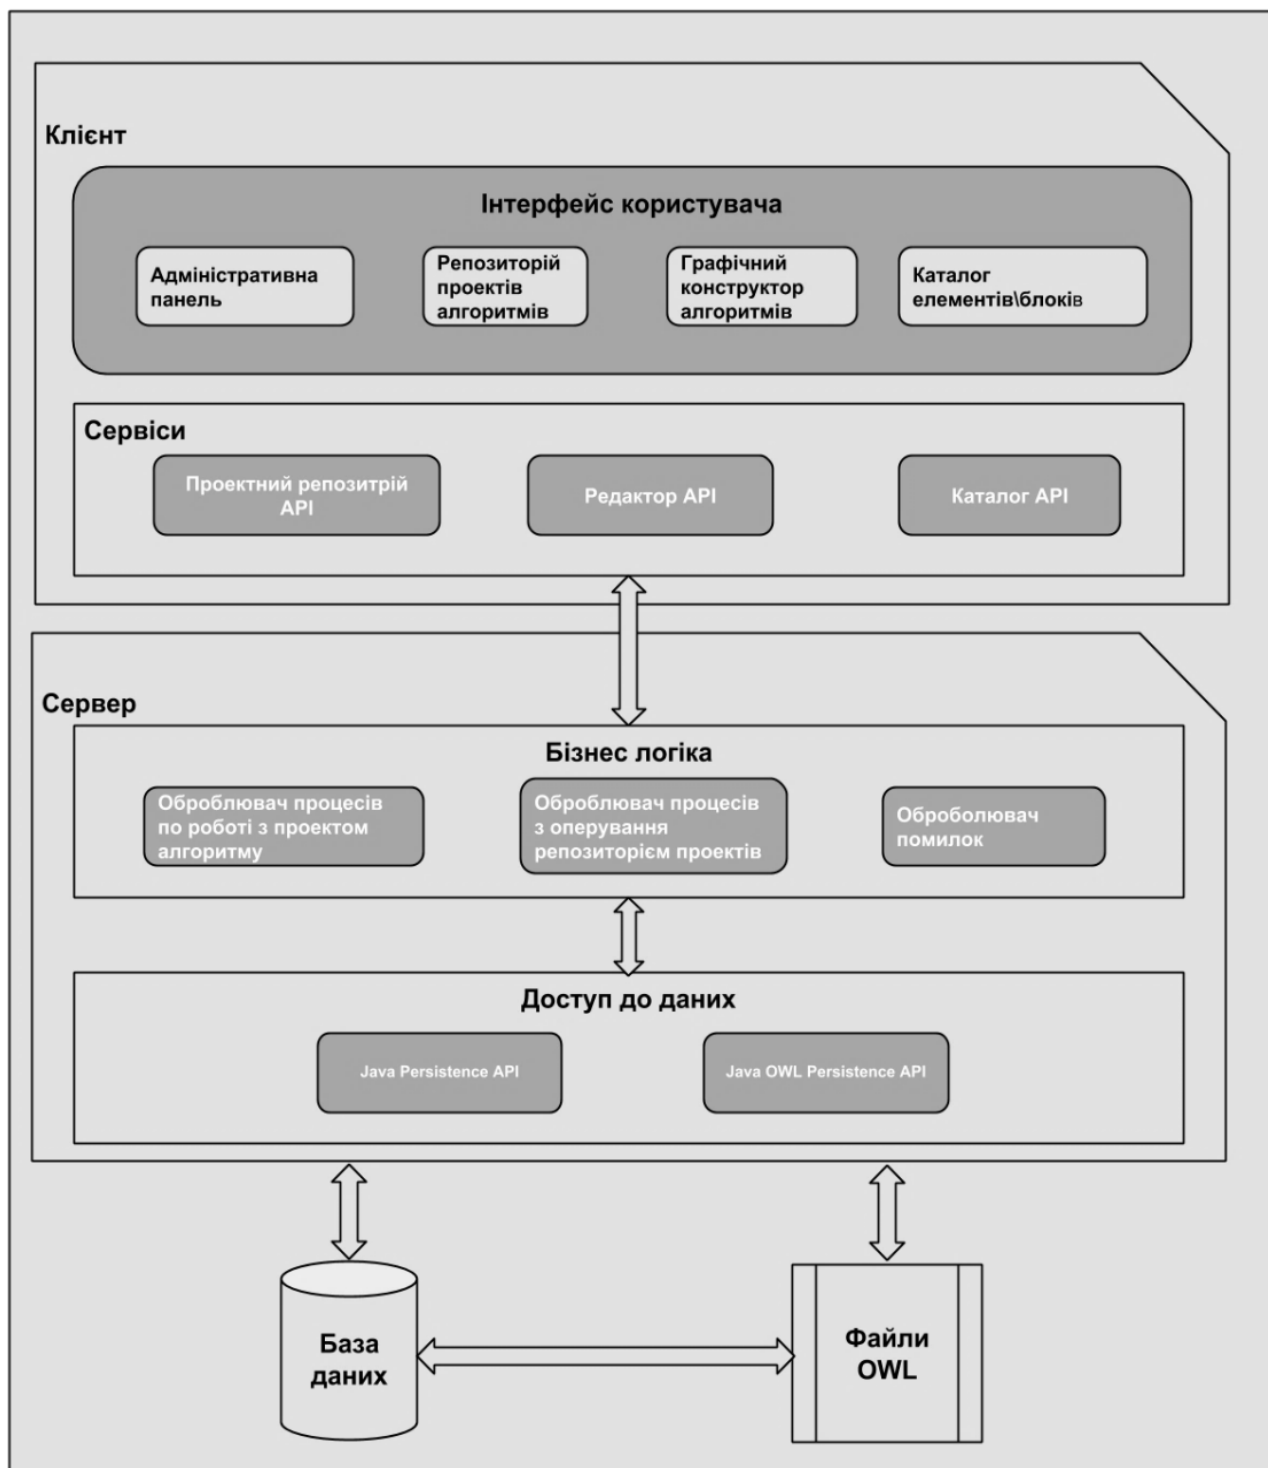 Клієнт
Інтерфейс користувача
Адміністративна
панель
Репозиторій
проектів
алгоритмів
Графічний
конструктор
алгоритмів
Каталог
елементів\блоків
Сервіси
Проектний репозитрій
API
Редактор API
Каталог API
Сервер
Бізнес логіка
Оброблювач процесів
по роботі з проектом
алгоритму
Оброблювач процесів
з оперування
репозиторієм проектів
Оброболювач
помилок
Доступ до даних
Java Persistence API
Java OWL Persistence API
База
даних
Файли
OWL